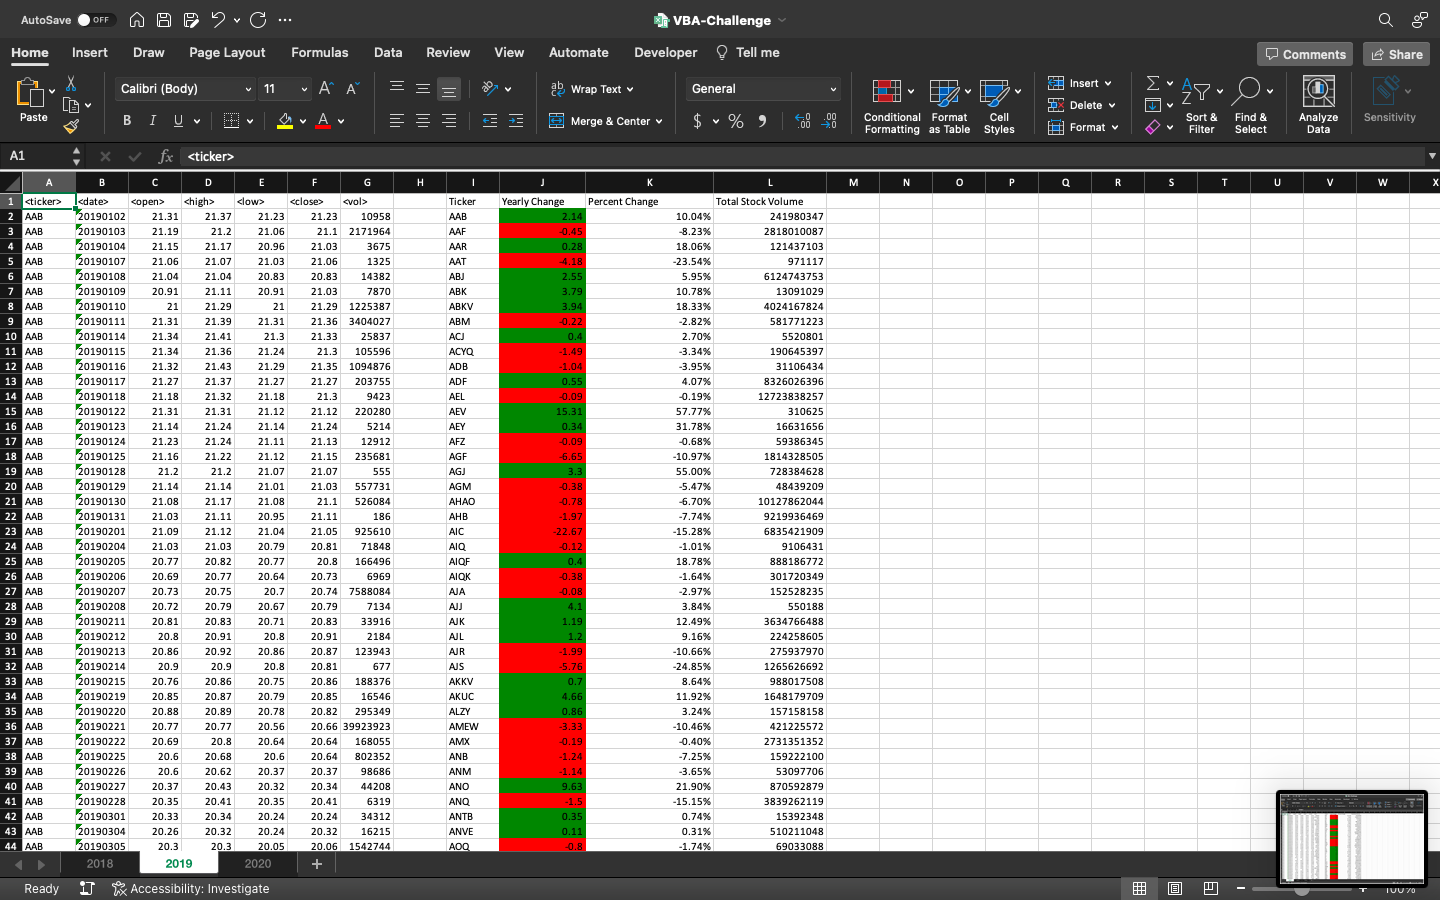 AutoSave OFF VBA-Challenge
Home Insert Draw Page Layout Formulas Data Review View Automate Developer Tell me Comments Share
Paste Calibri (Body) 11 Wrap Text General Insert
Merge & Center Conditional Formatting Format as Table Cell Styles Delete Format Sort & Filter Find & Select Analyze Data Sensitivity
A1 fx <ticker>
A B C D E F G H I J K L M N O P Q R S T U V W X
1 <ticker> <date> <open> <high> <low> <close> <vol> Ticker Yearly Change Percent Change Total Stock Volume
2 AAB 20190102 21.31 21.37 21.23 21.23 10958 AAB 2.14 10.04% 241980347
3 AAB 20190103 21.19 21.2 21.06 21.1 2171964 AAF -0.45 -8.23% 2818010087
4 AAB 20190104 21.15 21.17 20.96 21.03 3675 AAR 0.28 18.06% 121437103
5 AAB 20190107 21.06 21.07 21.03 21.06 1325 AAT -4.18 -23.54% 971117
6 AAB 20190108 21.04 21.04 20.83 20.83 14382 ABJ 2.55 5.95% 6124743753
7 AAB 20190109 20.91 21.11 20.91 21.03 7870 ABK 3.79 10.78% 13091029
8 AAB 20190110 21 21.29 21 21.29 1225387 ABKV 3.94 18.33% 4024167824
9 AAB 20190111 21.31 21.39 21.31 21.36 3404027 ABM -0.22 -2.82% 581771223
10 AAB 20190114 21.34 21.41 21.3 21.33 25837 ACJ 0.4 2.70% 5520801
11 AAB 20190115 21.34 21.36 21.24 21.3 105596 ACYQ -1.49 -3.34% 190645397
12 AAB 20190116 21.32 21.43 21.29 21.35 1094876 ADB -1.04 -3.95% 31106434
13 AAB 20190117 21.27 21.37 21.27 21.27 203755 ADF 0.55 4.07% 8326026396
14 AAB 20190118 21.18 21.32 21.18 21.3 9423 AEL -0.09 -0.19% 12723838257
15 AAB 20190122 21.31 21.31 21.12 21.12 220280 AEV 15.31 57.77% 310625
16 AAB 20190123 21.14 21.24 21.14 21.24 5214 AEY 0.34 31.78% 16631656
17 AAB 20190124 21.23 21.24 21.11 21.13 12912 AFZ -0.09 -0.68% 59386345
18 AAB 20190125 21.16 21.22 21.12 21.15 235681 AGF -6.65 -10.97% 1814328505
19 AAB 20190128 21.2 21.2 21.07 21.07 555 AGJ 3.3 55.00% 728384628
20 AAB 20190129 21.14 21.14 21.01 21.03 557731 AGM -0.38 -5.47% 48439209
21 AAB 20190130 21.08 21.17 21.08 21.1 526084 AHAO -0.78 -6.70% 10127862044
22 AAB 20190131 21.03 21.11 20.95 21.11 186 AHB -1.97 -7.74% 9219936469
23 AAB 20190201 21.09 21.12 21.04 21.05 925610 AIC -22.67 -15.28% 6835421909
24 AAB 20190204 21.03 21.03 20.79 20.81 71848 AIQ -0.12 -1.01% 9106431
25 AAB 20190205 20.77 20.82 20.77 20.8 166496 AIQF 0.4 18.78% 888186772
26 AAB 20190206 20.69 20.77 20.64 20.73 6969 AIQK -0.38 -1.64% 301720349
27 AAB 20190207 20.73 20.75 20.7 20.74 7588084 AJA -0.08 -2.97% 152528235
28 AAB 20190208 20.72 20.79 20.67 20.79 7134 AJJ 4.1 3.84% 550188
29 AAB 20190211 20.81 20.83 20.71 20.83 33916 AJK 1.19 12.49% 3634766488
30 AAB 20190212 20.8 20.91 20.8 20.91 2184 AJL 1.2 9.16% 224258605
31 AAB 20190213 20.86 20.92 20.86 20.87 123943 AJR -1.99 -10.66% 275937970
32 AAB 20190214 20.9 20.9 20.8 20.81 677 AJS -5.76 -24.85% 1265626692
33 AAB 20190215 20.76 20.86 20.75 20.86 188376 AKKV 0.7 8.64% 988017508
34 AAB 20190219 20.85 20.87 20.79 20.85 16546 AKUC 4.66 11.92% 1648179709
35 AAB 20190220 20.88 20.89 20.78 20.82 295349 ALZY 0.86 3.24% 157158158
36 AAB 20190221 20.77 20.77 20.56 20.66 39923923 AMEW -3.33 -10.46% 421225572
37 AAB 20190222 20.69 20.8 20.64 20.64 168055 AMX -0.19 -0.40% 2731351352
38 AAB 20190225 20.6 20.68 20.6 20.64 802352 ANB -1.24 -7.25% 159222100
39 AAB 20190226 20.6 20.62 20.37 20.37 98686 ANM -1.14 -3.65% 53097706
40 AAB 20190227 20.37 20.43 20.32 20.34 44208 ANO 9.63 21.90% 870592879
41 AAB 20190228 20.35 20.41 20.35 20.41 6319 ANQ -1.5 -15.15% 3839262119
42 AAB 20190301 20.33 20.34 20.24 20.24 34312 ANTB 0.35 0.74% 15392348
43 AAB 20190304 20.26 20.32 20.24 20.32 16215 ANVE 0.11 0.31% 510211048
44 AAB 20190305 20.3 20.3 20.05 20.06 1542744 AOQ -0.8 -1.74% 69033088
2018 2019 2020
Ready Accessibility: Investigate 100%